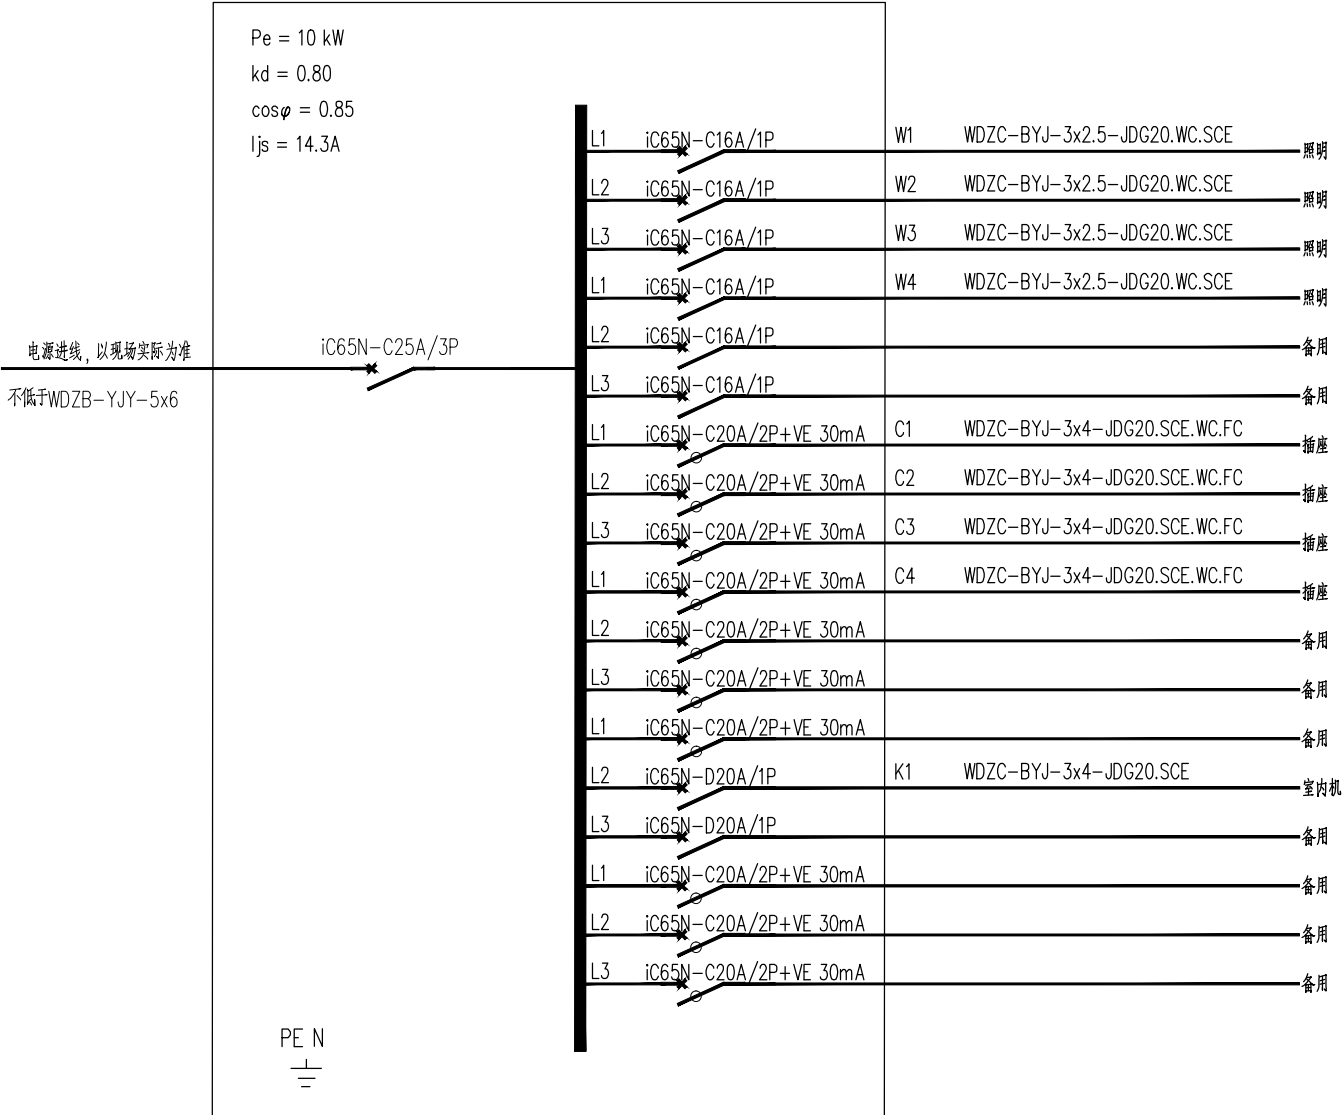 Pe = 10 kW
kd = 0.80
cosφ = 0.85
Ijs = 14.3A
电源进线，以现场实际为准
不低于WDZB-YJY-5x6
iC65N-C25A/3P
L1 iC65N-C16A/1P W1 WDZC-BYJ-3x2.5-JDG20.WC.SCE 照明
L2 iC65N-C16A/1P W2 WDZC-BYJ-3x2.5-JDG20.WC.SCE 照明
L3 iC65N-C16A/1P W3 WDZC-BYJ-3x2.5-JDG20.WC.SCE 照明
L1 iC65N-C16A/1P W4 WDZC-BYJ-3x2.5-JDG20.WC.SCE 照明
L2 iC65N-C16A/1P 备用
L3 iC65N-C16A/1P 备用
L1 iC65N-C20A/2P+VE 30mA C1 WDZC-BYJ-3x4-JDG20.SCE.WC.FC 插座
L2 iC65N-C20A/2P+VE 30mA C2 WDZC-BYJ-3x4-JDG20.SCE.WC.FC 插座
L3 iC65N-C20A/2P+VE 30mA C3 WDZC-BYJ-3x4-JDG20.SCE.WC.FC 插座
L1 iC65N-C20A/2P+VE 30mA C4 WDZC-BYJ-3x4-JDG20.SCE.WC.FC 插座
L2 iC65N-C20A/2P+VE 30mA 备用
L3 iC65N-C20A/2P+VE 30mA 备用
L1 iC65N-C20A/2P+VE 30mA 备用
L2 iC65N-D20A/1P K1 WDZC-BYJ-3x4-JDG20.SCE 室内机
L3 iC65N-D20A/1P 备用
L1 iC65N-C20A/2P+VE 30mA 备用
L2 iC65N-C20A/2P+VE 30mA 备用
L3 iC65N-C20A/2P+VE 30mA 备用
PE N